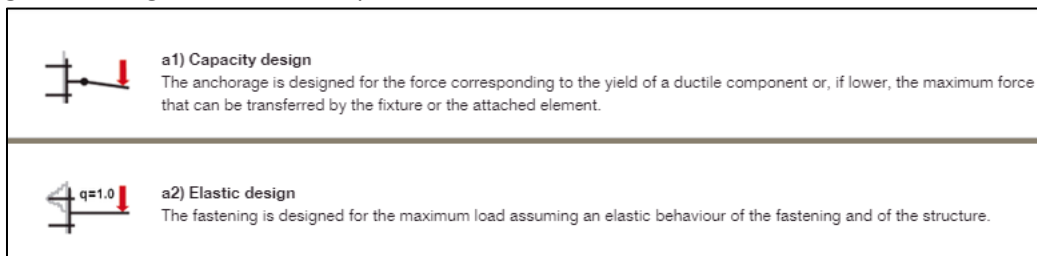 a1) Capacity design
The anchorage is designed for the force corresponding to the yield of a ductile component or, if lower, the maximum force
that can be transferred by the fixture or the attached element.
q=1.0
a2) Elastic design
The fastening is designed for the maximum load assuming an elastic behaviour of the fastening and of the structure.